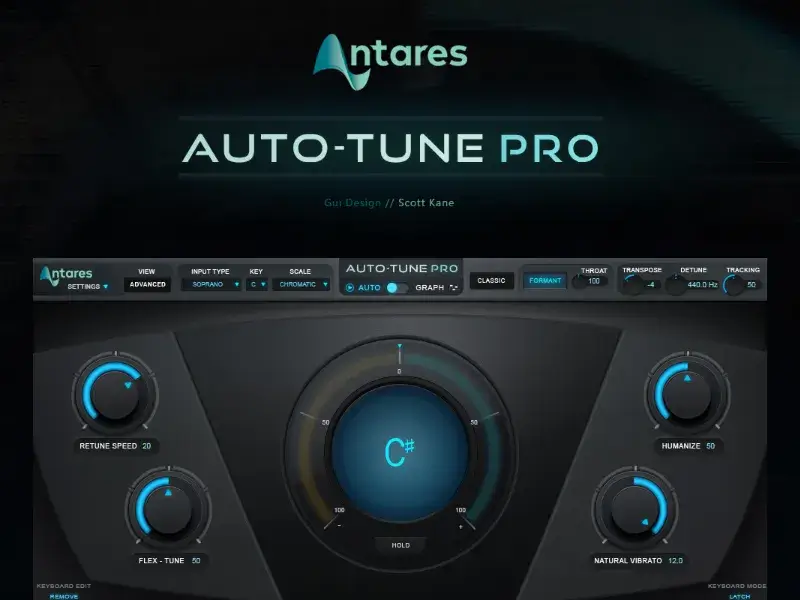 Antares
AUTO-TUNE PRO
Gui Design // Scott Kane
Antares
SETTINGS
VIEW
ADVANCED
INPUT TYPE
SOPRANO
KEY
C
SCALE
CHROMATIC
AUTO-TUNE PRO
AUTO
GRAPH
CLASSIC
FORMANT
THROAT
100
TRANSPOSE
-4
DETUNE
440.0 Hz
TRACKING
50
0
50
50
100
100
-
+
C♯
HOLD
RETUNE SPEED 20
FLEX - TUNE 50
HUMANIZE 50
NATURAL VIBRATO 12.0
KEYBOARD EDIT
REMOVE
KEYBOARD MODE
LATCH